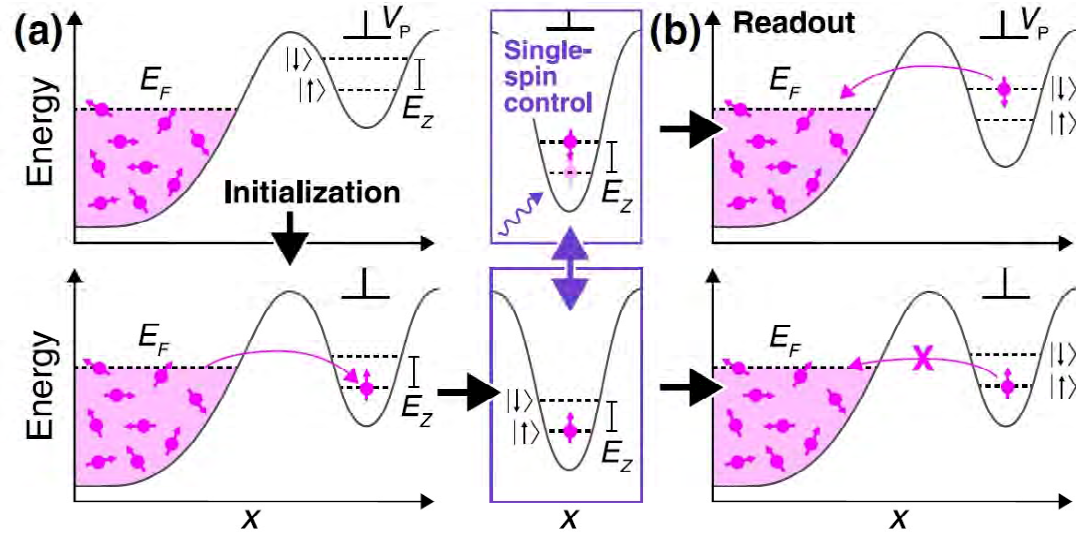 (a)
V_P
E_F
|↓⟩
|↑⟩
E_Z
Energy
Initialization
Single-
spin
control
E_Z
(b) Readout
V_P
E_F
|↓⟩
|↑⟩
Energy
E_F
E_Z
x
|↓⟩
|↑⟩
E_Z
x
E_F
X
|↓⟩
|↑⟩
x